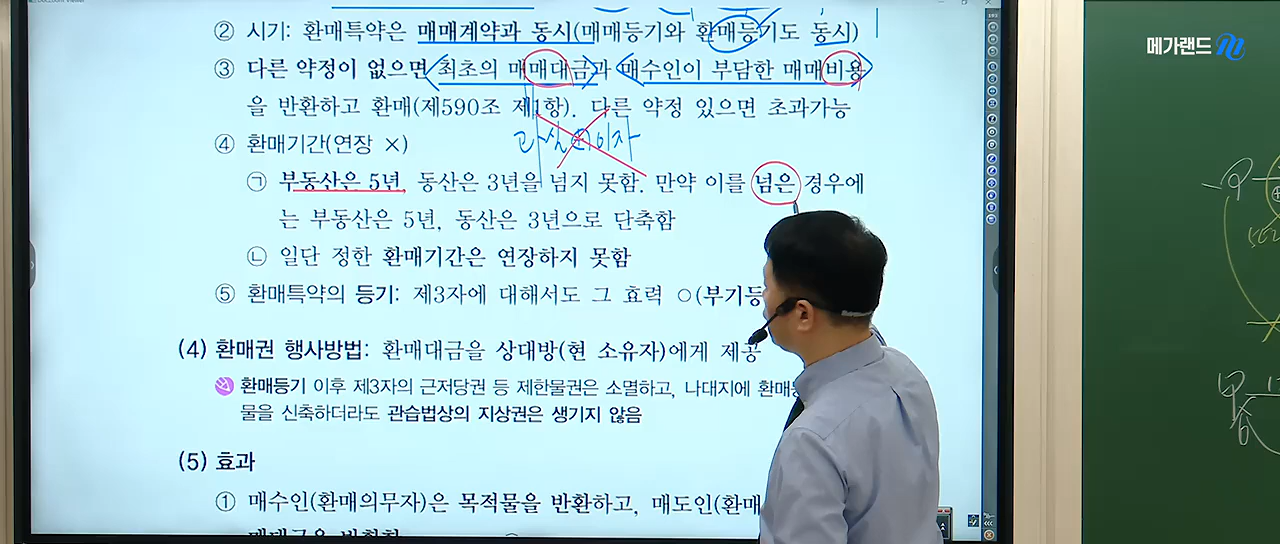 ② 시기: 환매특약은 매매계약과 동시(매매등기와 환매등기도 동시)
③ 다른 약정이 없으면 최초의 매매대금과 매수인이 부담한 매매비용
을 반환하고 환매(제590조 제1항). 다른 약정 있으면 초과가능
과실 이자
④ 환매기간(연장 ×)
㉠ 부동산은 5년, 동산은 3년을 넘지 못함. 만약 이를 넘은 경우에
는 부동산은 5년, 동산은 3년으로 단축함
㉡ 일단 정한 환매기간은 연장하지 못함
⑤ 환매특약의 등기: 제3자에 대해서도 그 효력 ○(부기등
(4) 환매권 행사방법: 환매대금을 상대방(현 소유자)에게 제공
환매등기 이후 제3자의 근저당권 등 제한물권은 소멸하고, 나대지에 환매
물을 신축하더라도 관습법상의 지상권은 생기지 않음
(5) 효과
① 매수인(환매의무자)은 목적물을 반환하고, 매도인(환매
메가랜드